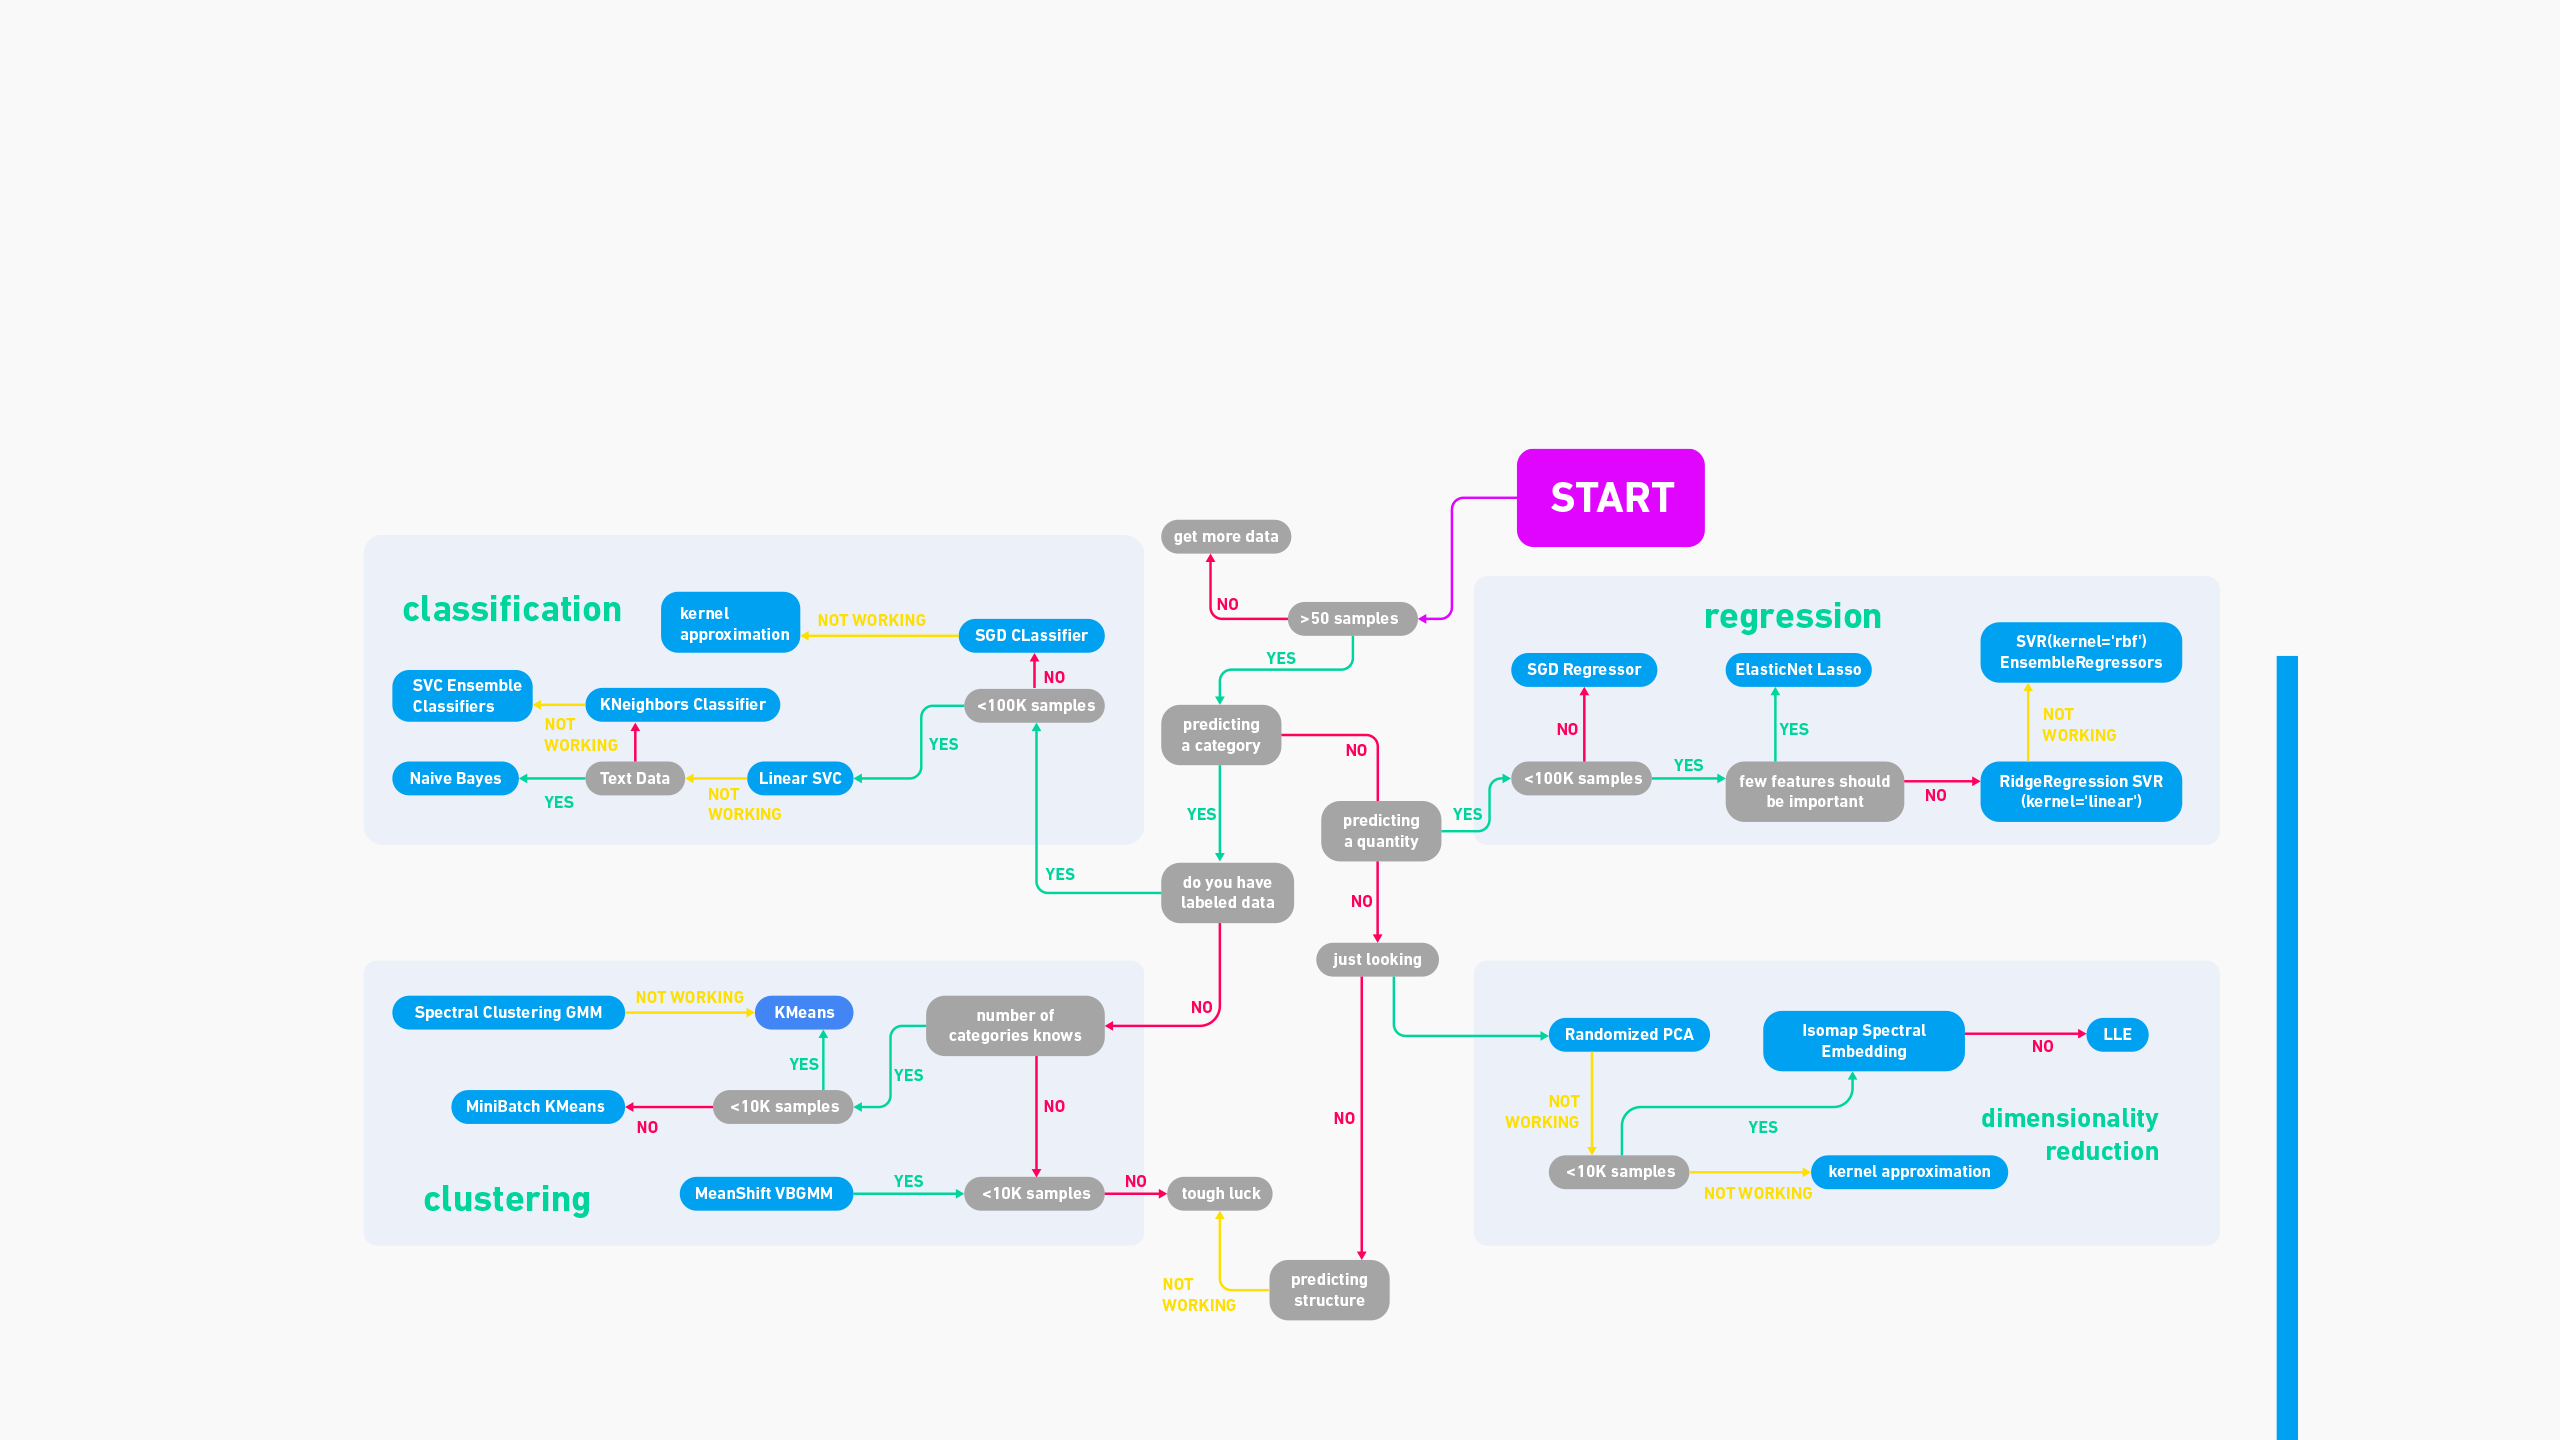 START
get more data
NO
>50 samples
YES
predicting
a category
NO
YES
predicting
a quantity
YES
NO
do you have
labeled data
YES
NO
just looking
NO
predicting
structure
NOT
WORKING
tough luck
classification
kernel
approximation
NOT WORKING
SGD CLassifier
NO
<100K samples
YES
SVC Ensemble
Classifiers
NOT
WORKING
KNeighbors Classifier
Naive Bayes
YES
Text Data
NOT
WORKING
Linear SVC
regression
SGD Regressor
NO
<100K samples
YES
ElasticNet Lasso
YES
few features should
be important
NO
SVR(kernel='rbf')
EnsembleRegressors
NOT
WORKING
RidgeRegression SVR
(kernel='linear')
Spectral Clustering GMM
NOT WORKING
KMeans
number of
categories knows
YES
YES
MiniBatch KMeans
NO
<10K samples
NO
clustering
MeanShift VBGMM
YES
<10K samples
NO
Randomized PCA
NOT
WORKING
Isomap Spectral
Embedding
NO
LLE
YES
<10K samples
NOT WORKING
kernel approximation
dimensionality
reduction